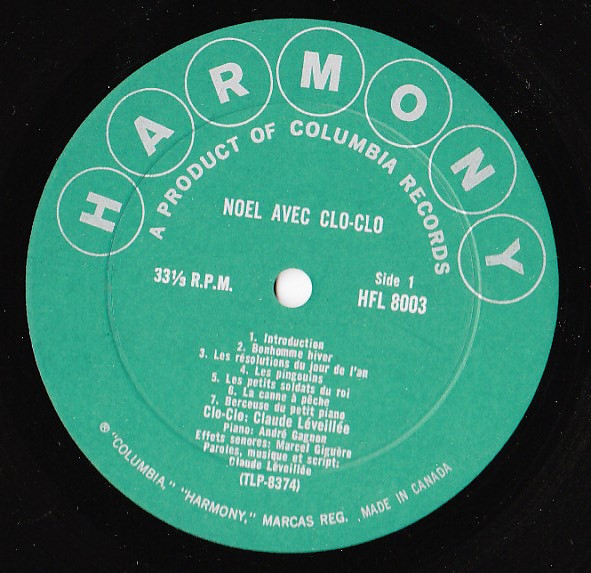 HARMONY
A PRODUCT OF COLUMBIA RECORDS
NOEL AVEC CLO-CLO
33⅓ R.P.M.
Side 1
HFL 8003
1. Introduction
2. Bonhomme hiver
3. Les résolutions du jour de l'an
4. Les pingouins
5. Les petits soldats du roi
6. La canne à pêche
7. Berceuse du petit piano
Clo-Clo: Claude Léveillée
Piano: André Gagnon
Effets sonores: Marcel Giguère
Paroles, musique et script:
Claude Léveillée
(TLP-8374)
® "COLUMBIA," "HARMONY," MARCAS REG. MADE IN CANADA